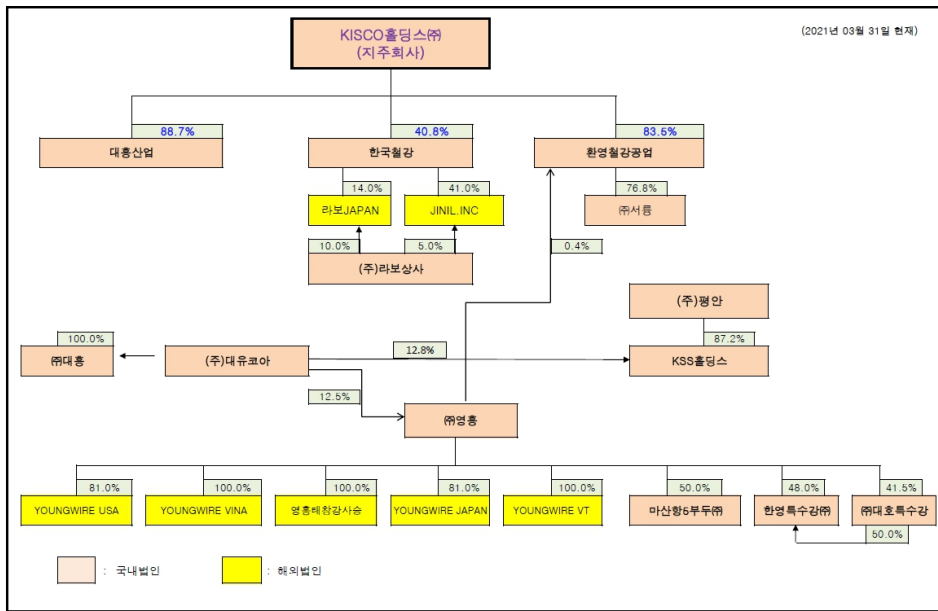 KISCO홀딩스㈜
(지주회사)
(2021년 03월 31일 현재)
88.7%
40.8%
83.5%
대흥산업
한국철강
환영철강공업
14.0%
41.0%
76.8%
라보JAPAN
JINIL.INC
㈜서륭
10.0%
5.0%
0.4%
(주)라보상사
(주)평안
100.0%
12.8%
87.2%
㈜대흥
(주)대유코아
KSS홀딩스
12.5%
㈜영흥
81.0%
100.0%
100.0%
81.0%
100.0%
50.0%
48.0%
41.5%
YOUNGWIRE USA
YOUNGWIRE VINA
영흥태창강사승
YOUNGWIRE JAPAN
YOUNGWIRE VT
마산항5부두㈜
한영특수강㈜
㈜대호특수강
50.0%
: 국내법인
: 해외법인